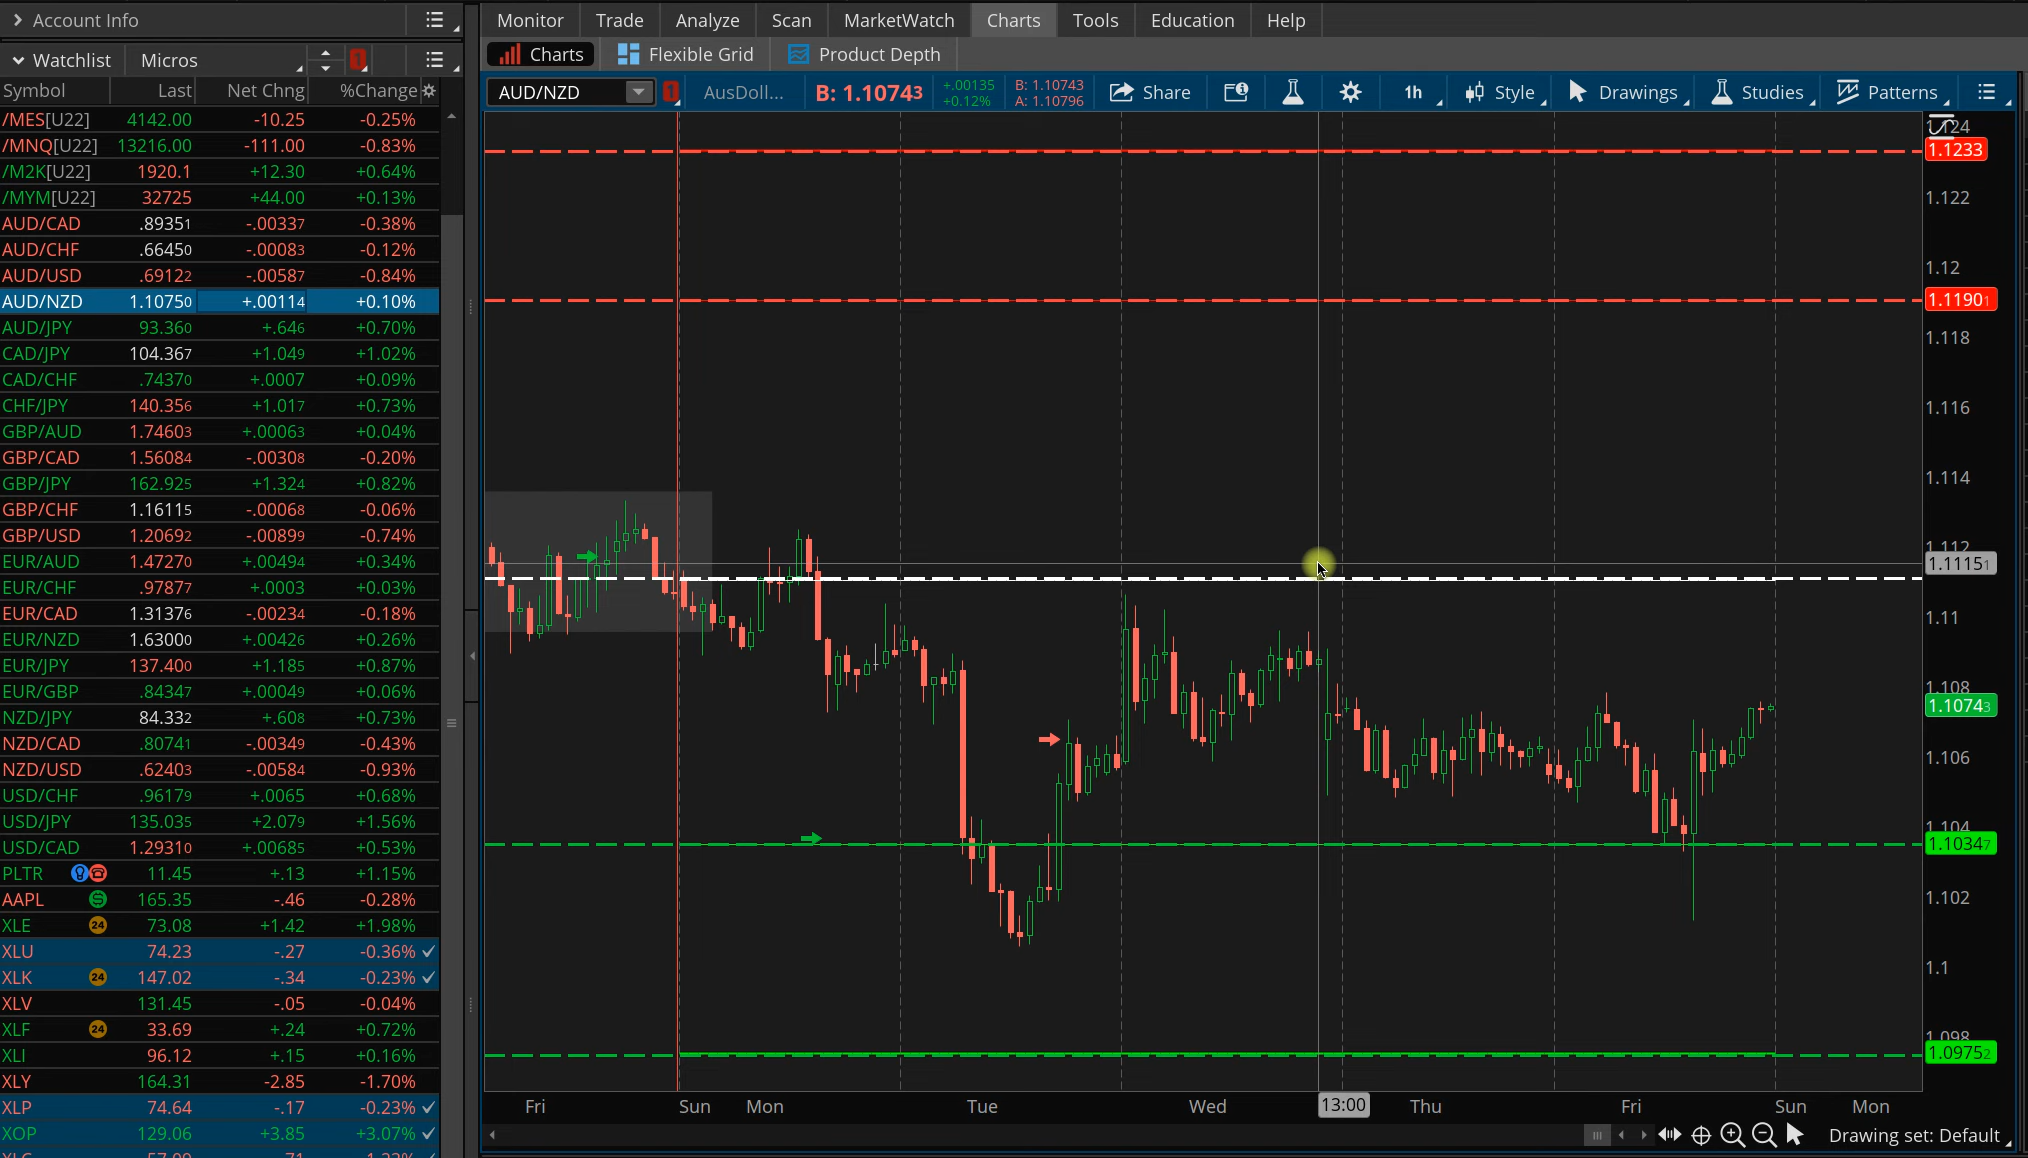 Account Info
Monitor Trade Analyze Scan MarketWatch Charts Tools Education Help
Watchlist Micros 1
Charts Flexible Grid Product Depth
Symbol Last Net Chng %Change
AUD/NZD 1 AusDoll... B: 1.10743 +.00135 +0.12% B: 1.10743 A: 1.10796 Share 1h Style Drawings Studies Patterns
/MES[U22] 4142.00 -10.25 -0.25%
/MNQ[U22] 13216.00 -111.00 -0.83%
/M2K[U22] 1920.1 +12.30 +0.64%
/MYM[U22] 32725 +44.00 +0.13%
AUD/CAD .89351 -.00337 -0.38%
AUD/CHF .66450 -.00083 -0.12%
AUD/USD .69122 -.00587 -0.84%
AUD/NZD 1.10750 +.00114 +0.10%
AUD/JPY 93.360 +.646 +0.70%
CAD/JPY 104.367 +1.049 +1.02%
CAD/CHF .74370 +.0007 +0.09%
CHF/JPY 140.356 +1.017 +0.73%
GBP/AUD 1.74603 +.00063 +0.04%
GBP/CAD 1.56084 -.00308 -0.20%
GBP/JPY 162.925 +1.324 +0.82%
GBP/CHF 1.16115 -.00068 -0.06%
GBP/USD 1.20692 -.00899 -0.74%
EUR/AUD 1.47270 +.00494 +0.34%
EUR/CHF .97877 +.0003 +0.03%
EUR/CAD 1.31376 -.00234 -0.18%
EUR/NZD 1.63000 +.00426 +0.26%
EUR/JPY 137.400 +1.185 +0.87%
EUR/GBP .84347 +.00049 +0.06%
NZD/JPY 84.332 +.608 +0.73%
NZD/CAD .80741 -.00349 -0.43%
NZD/USD .62403 -.00584 -0.93%
USD/CHF .96179 +.0065 +0.68%
USD/JPY 135.035 +2.079 +1.56%
USD/CAD 1.29310 +.00685 +0.53%
PLTR 11.45 +.13 +1.15%
AAPL 165.35 -.46 -0.28%
XLE 24 73.08 +1.42 +1.98%
XLU 74.23 -.27 -0.36%
XLK 24 147.02 -.34 -0.23%
XLV 131.45 -.05 -0.04%
XLF 24 33.69 +.24 +0.72%
XLI 96.12 +.15 +0.16%
XLY 164.31 -2.85 -1.70%
XLP 74.64 -.17 -0.23%
XOP 129.06 +3.85 +3.07%
1.1233
1.122
1.12
1.11901
1.118
1.116
1.114
1.112
1.11151
1.11
1.108
1.10743
1.106
1.104
1.10347
1.102
1.1
1.098
1.09752
Fri Sun Mon Tue Wed 13:00 Thu Fri Sun Mon
Drawing set: Default